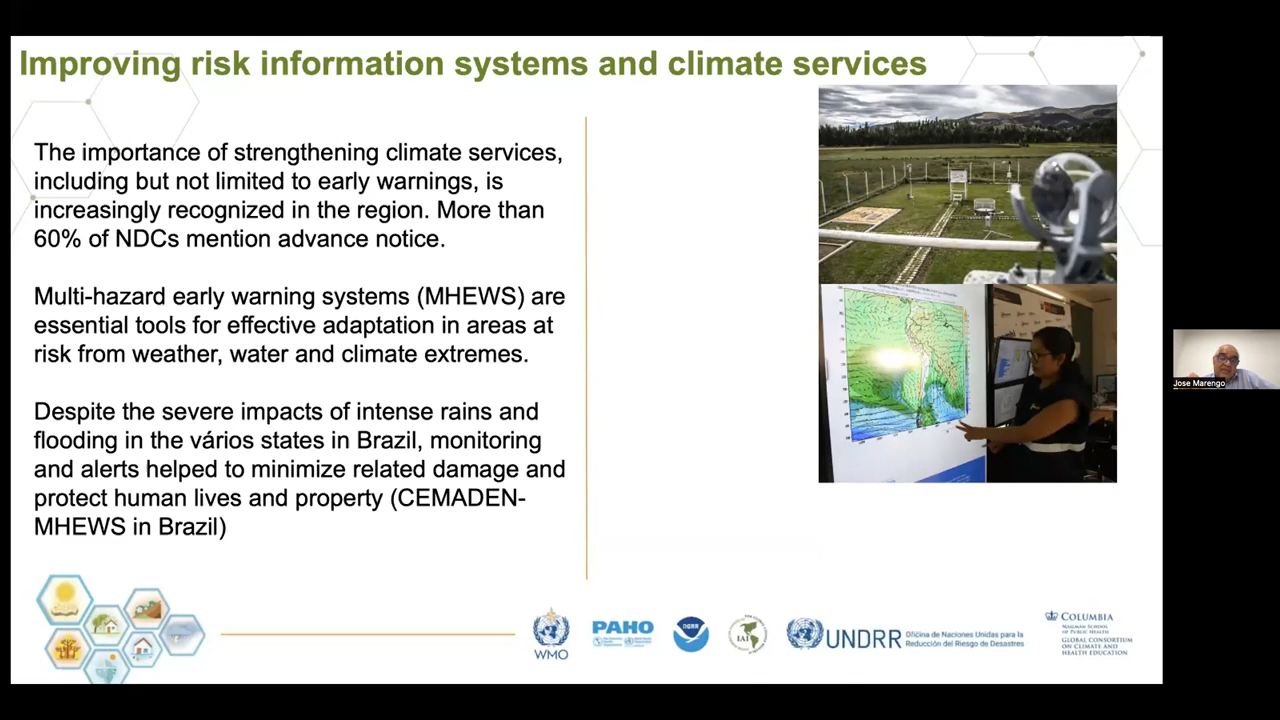 Improving risk information systems and climate services
The importance of strengthening climate services,
including but not limited to early warnings, is
increasingly recognized in the region. More than
60% of NDCs mention advance notice.
Multi-hazard early warning systems (MHEWS) are
essential tools for effective adaptation in areas at
risk from weather, water and climate extremes.
Despite the severe impacts of intense rains and
flooding in the vários states in Brazil, monitoring
and alerts helped to minimize related damage and
protect human lives and property (CEMADEN-
MHEWS in Brazil)
Jose Marengo
WMO
PAHO
IAI
UNDRR
Oficina de Naciones Unidas para la
Reducción del Riesgo de Desastres
COLUMBIA
MAILMAN SCHOOL
OF PUBLIC HEALTH
GLOBAL CONSORTIUM
ON CLIMATE AND
HEALTH EDUCATION